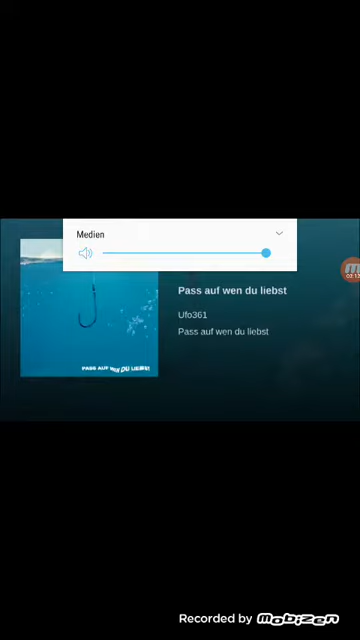 Medien
Pass auf wen du liebst
Ufo361
Pass auf wen du liebst
PASS AUF WEN DU LIEBST
Recorded by mobizen